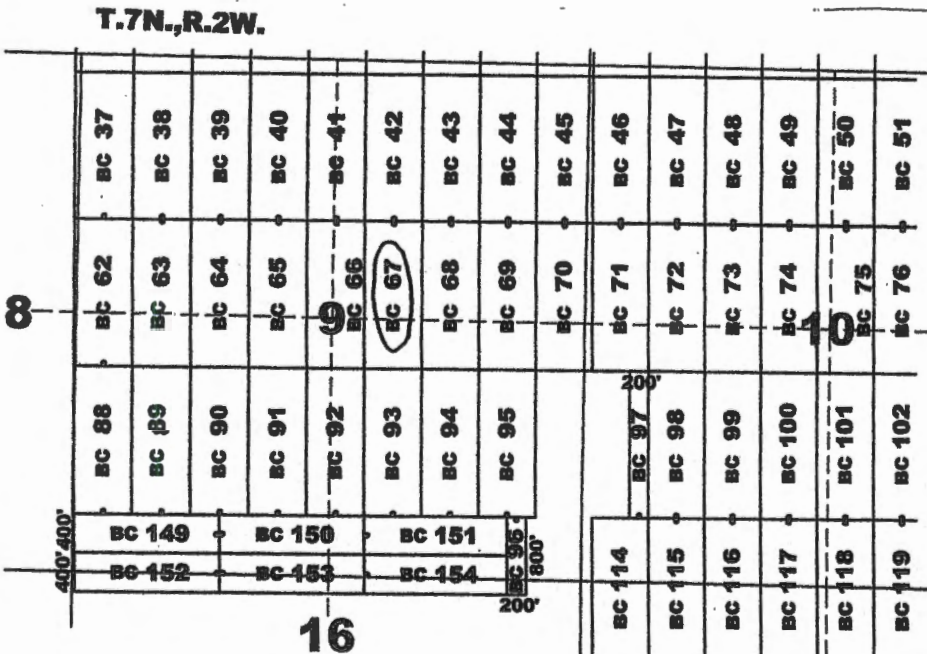 T.7N.,R.2W.
BC 37
BC 38
BC 39
BC 40
BC 41
BC 42
BC 43
BC 44
BC 45
BC 46
BC 47
BC 48
BC 49
BC 50
BC 51
BC 62
BC 63
BC 64
BC 65
BC 66
BC 67
BC 68
BC 69
BC 70
BC 71
BC 72
BC 73
BC 74
BC 75
BC 76
8
9
10
200'
BC 88
BC 89
BC 90
BC 91
BC 92
BC 93
BC 94
BC 95
BC 97
BC 98
BC 99
BC 100
BC 101
BC 102
400'
BC 149
BC 150
BC 151
BC 96
800'
400'
BC 152
BC 153
BC 154
200'
BC 114
BC 115
BC 116
BC 117
BC 118
BC 119
16